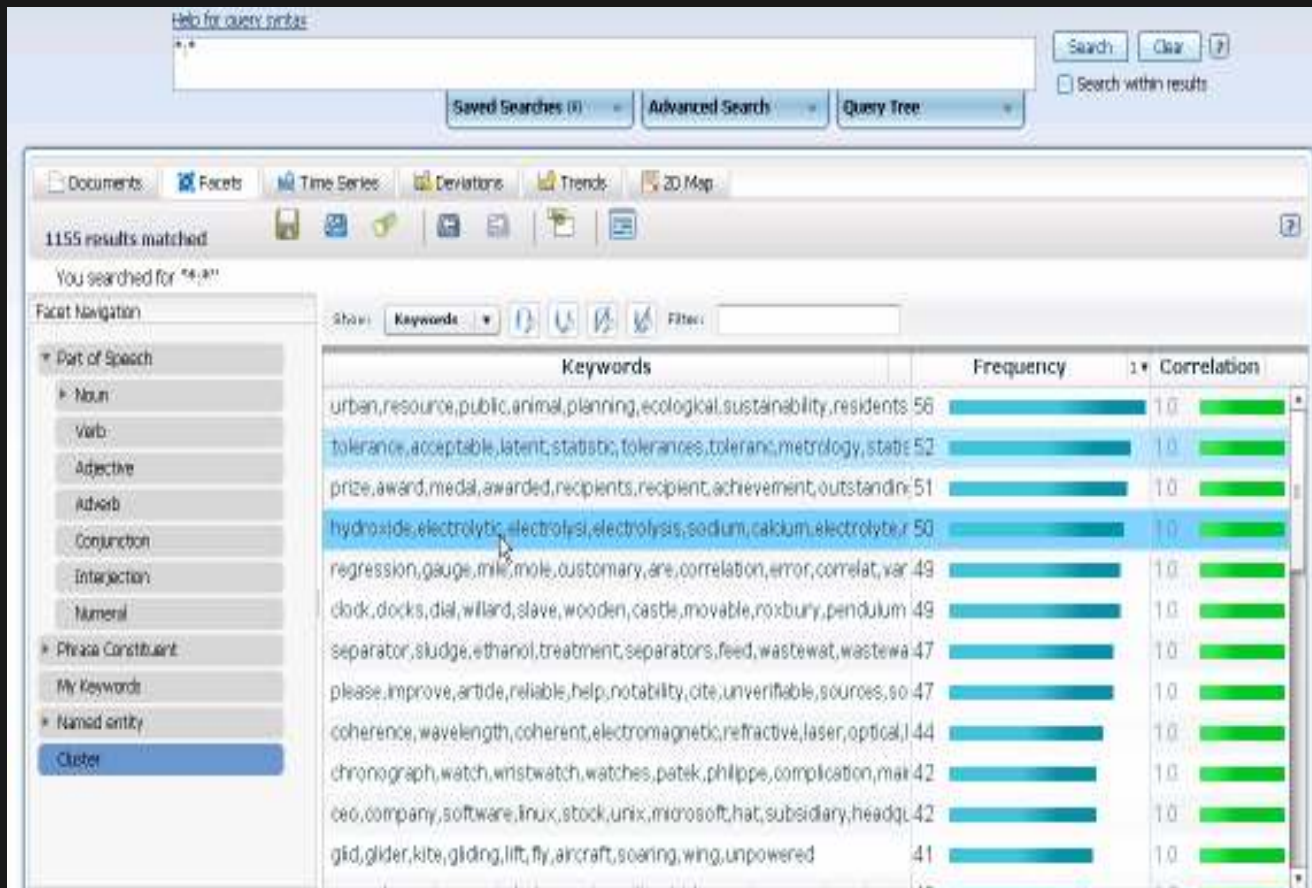 Help for query syntax
*:*
Search Clear ?
Search within results
Saved Searches Advanced Search Query Tree
Documents Facets Time Series Deviations Trends 2D Map
1155 results matched ?
You searched for "*:*"
Facet Navigation
Show: Keywords Filter:
Part of Speech
Noun
Verb
Adjective
Adverb
Conjunction
Interjection
Numeral
Phrase Constituent
My Keywords
Named entity
Cluster
Keywords Frequency 1 Correlation
urban,resource,public,animal,planning,ecological,sustainability,residents 56 1.0
tolerance,acceptable,latent,statistic,tolerances,toleranc,metrology,statis 52 1.0
prize,award,medal,awarded,recipients,recipient,achievement,outstanding 51 1.0
hydroxide,electrolytic,electrolysi,electrolysis,sodium,calcium,electrolyte,r 50 1.0
regression,gauge,mile,mole,customary,are,correlation,error,correlat,var 49 1.0
clock,clocks,dial,willard,slave,wooden,castle,movable,roxbury,pendulum 49 1.0
separator,sludge,ethanol,treatment,separators,feed,wastewat,wastewa 47 1.0
please,improve,article,reliable,help,notability,cite,unverifiable,sources,so 47 1.0
coherence,wavelength,coherent,electromagnetic,refractive,laser,optical,l 44 1.0
chronograph,watch,wristwatch,watches,patek,philippe,complication,mai 42 1.0
ceo,company,software,linux,stock,unix,microsoft,hat,subsidiary,headqu 42 1.0
glid,glider,kite,gliding,lift,fly,aircraft,soaring,wing,unpowered 41 1.0